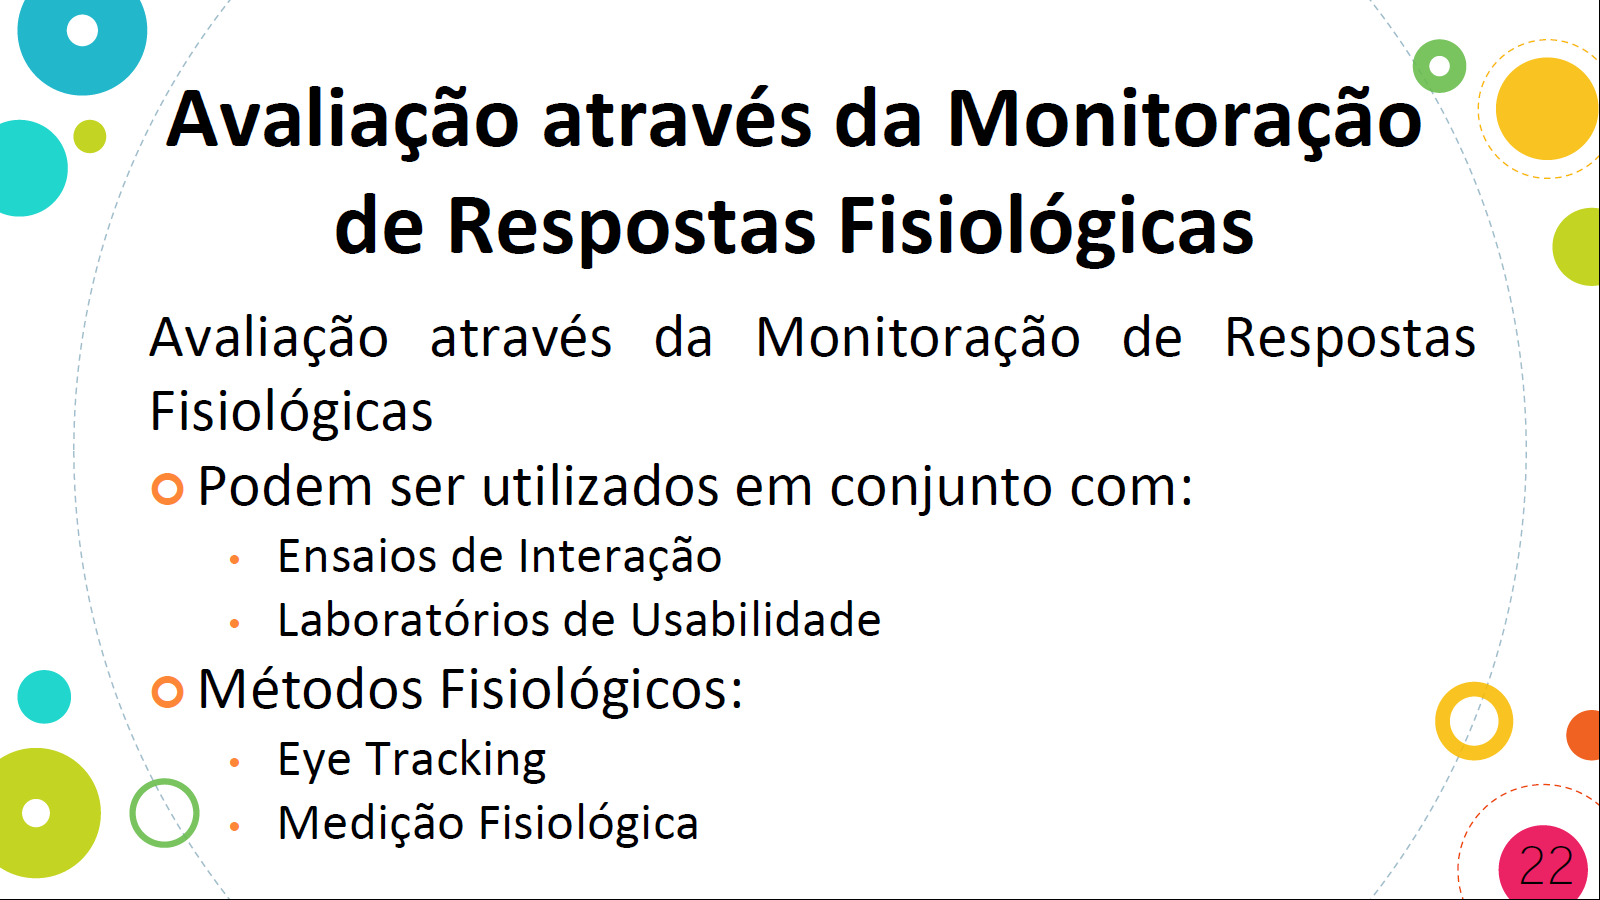 Avaliação através da Monitoração
de Respostas Fisiológicas
Avaliação através da Monitoração de Respostas
Fisiológicas
Podem ser utilizados em conjunto com:
• Ensaios de Interação
• Laboratórios de Usabilidade
Métodos Fisiológicos:
• Eye Tracking
• Medição Fisiológica
22